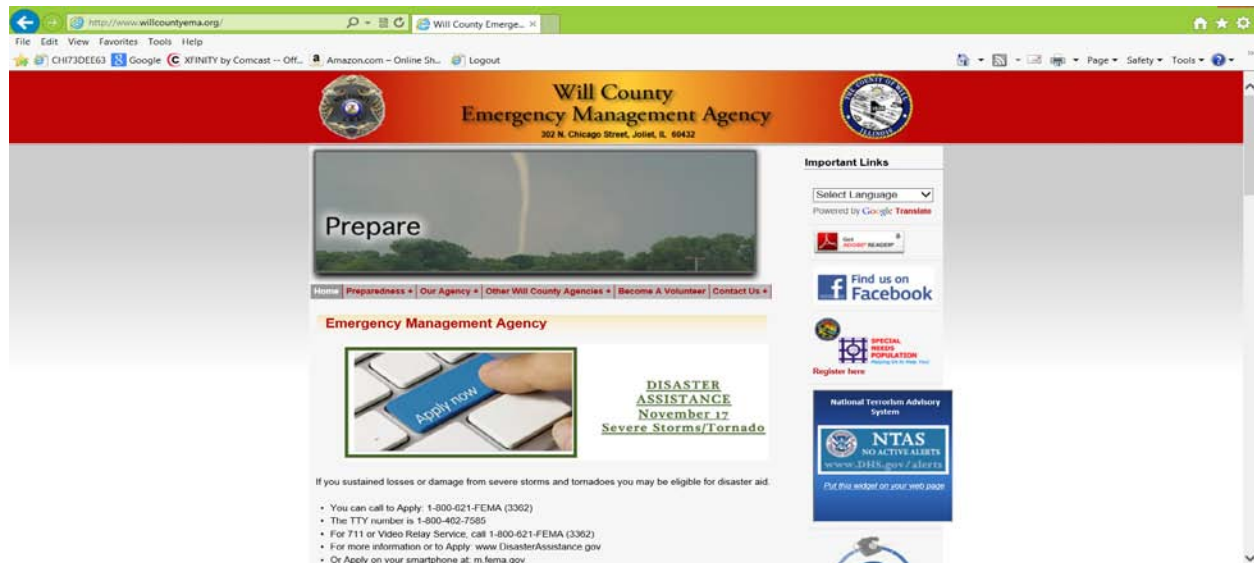 http://www.willcountyema.org/
Will County Emerge...
File Edit View Favorites Tools Help
CHI73DEE63 Google XFINITY by Comcast -- Off... Amazon.com – Online Sh... Logout
Page Safety Tools
Will County
Emergency Management Agency
302 N. Chicago Street, Joliet, IL 60432
THE COUNTY OF WILL
ILLINOIS
Prepare
Home Preparedness + Our Agency + Other Will County Agencies + Become A Volunteer Contact Us +
Emergency Management Agency
Apply now
DISASTER
ASSISTANCE
November 17
Severe Storms/Tornado
If you sustained losses or damage from severe storms and tornadoes you may be eligible for disaster aid.
• You can call to Apply: 1-800-621-FEMA (3362)
• The TTY number is 1-800-462-7585
• For 711 or Video Relay Service, call 1-800-621-FEMA (3362)
• For more information or to Apply: www.DisasterAssistance.gov
• Or Apply on your smartphone at: m.fema.gov
Important Links
Select Language
Powered by Google Translate
Get
ADOBE® READER®
Find us on
Facebook
SPECIAL
NEEDS
POPULATION
Register here
National Terrorism Advisory
System
NTAS
NO ACTIVE ALERTS
www.DHS.gov/alerts
Put this widget on your web page